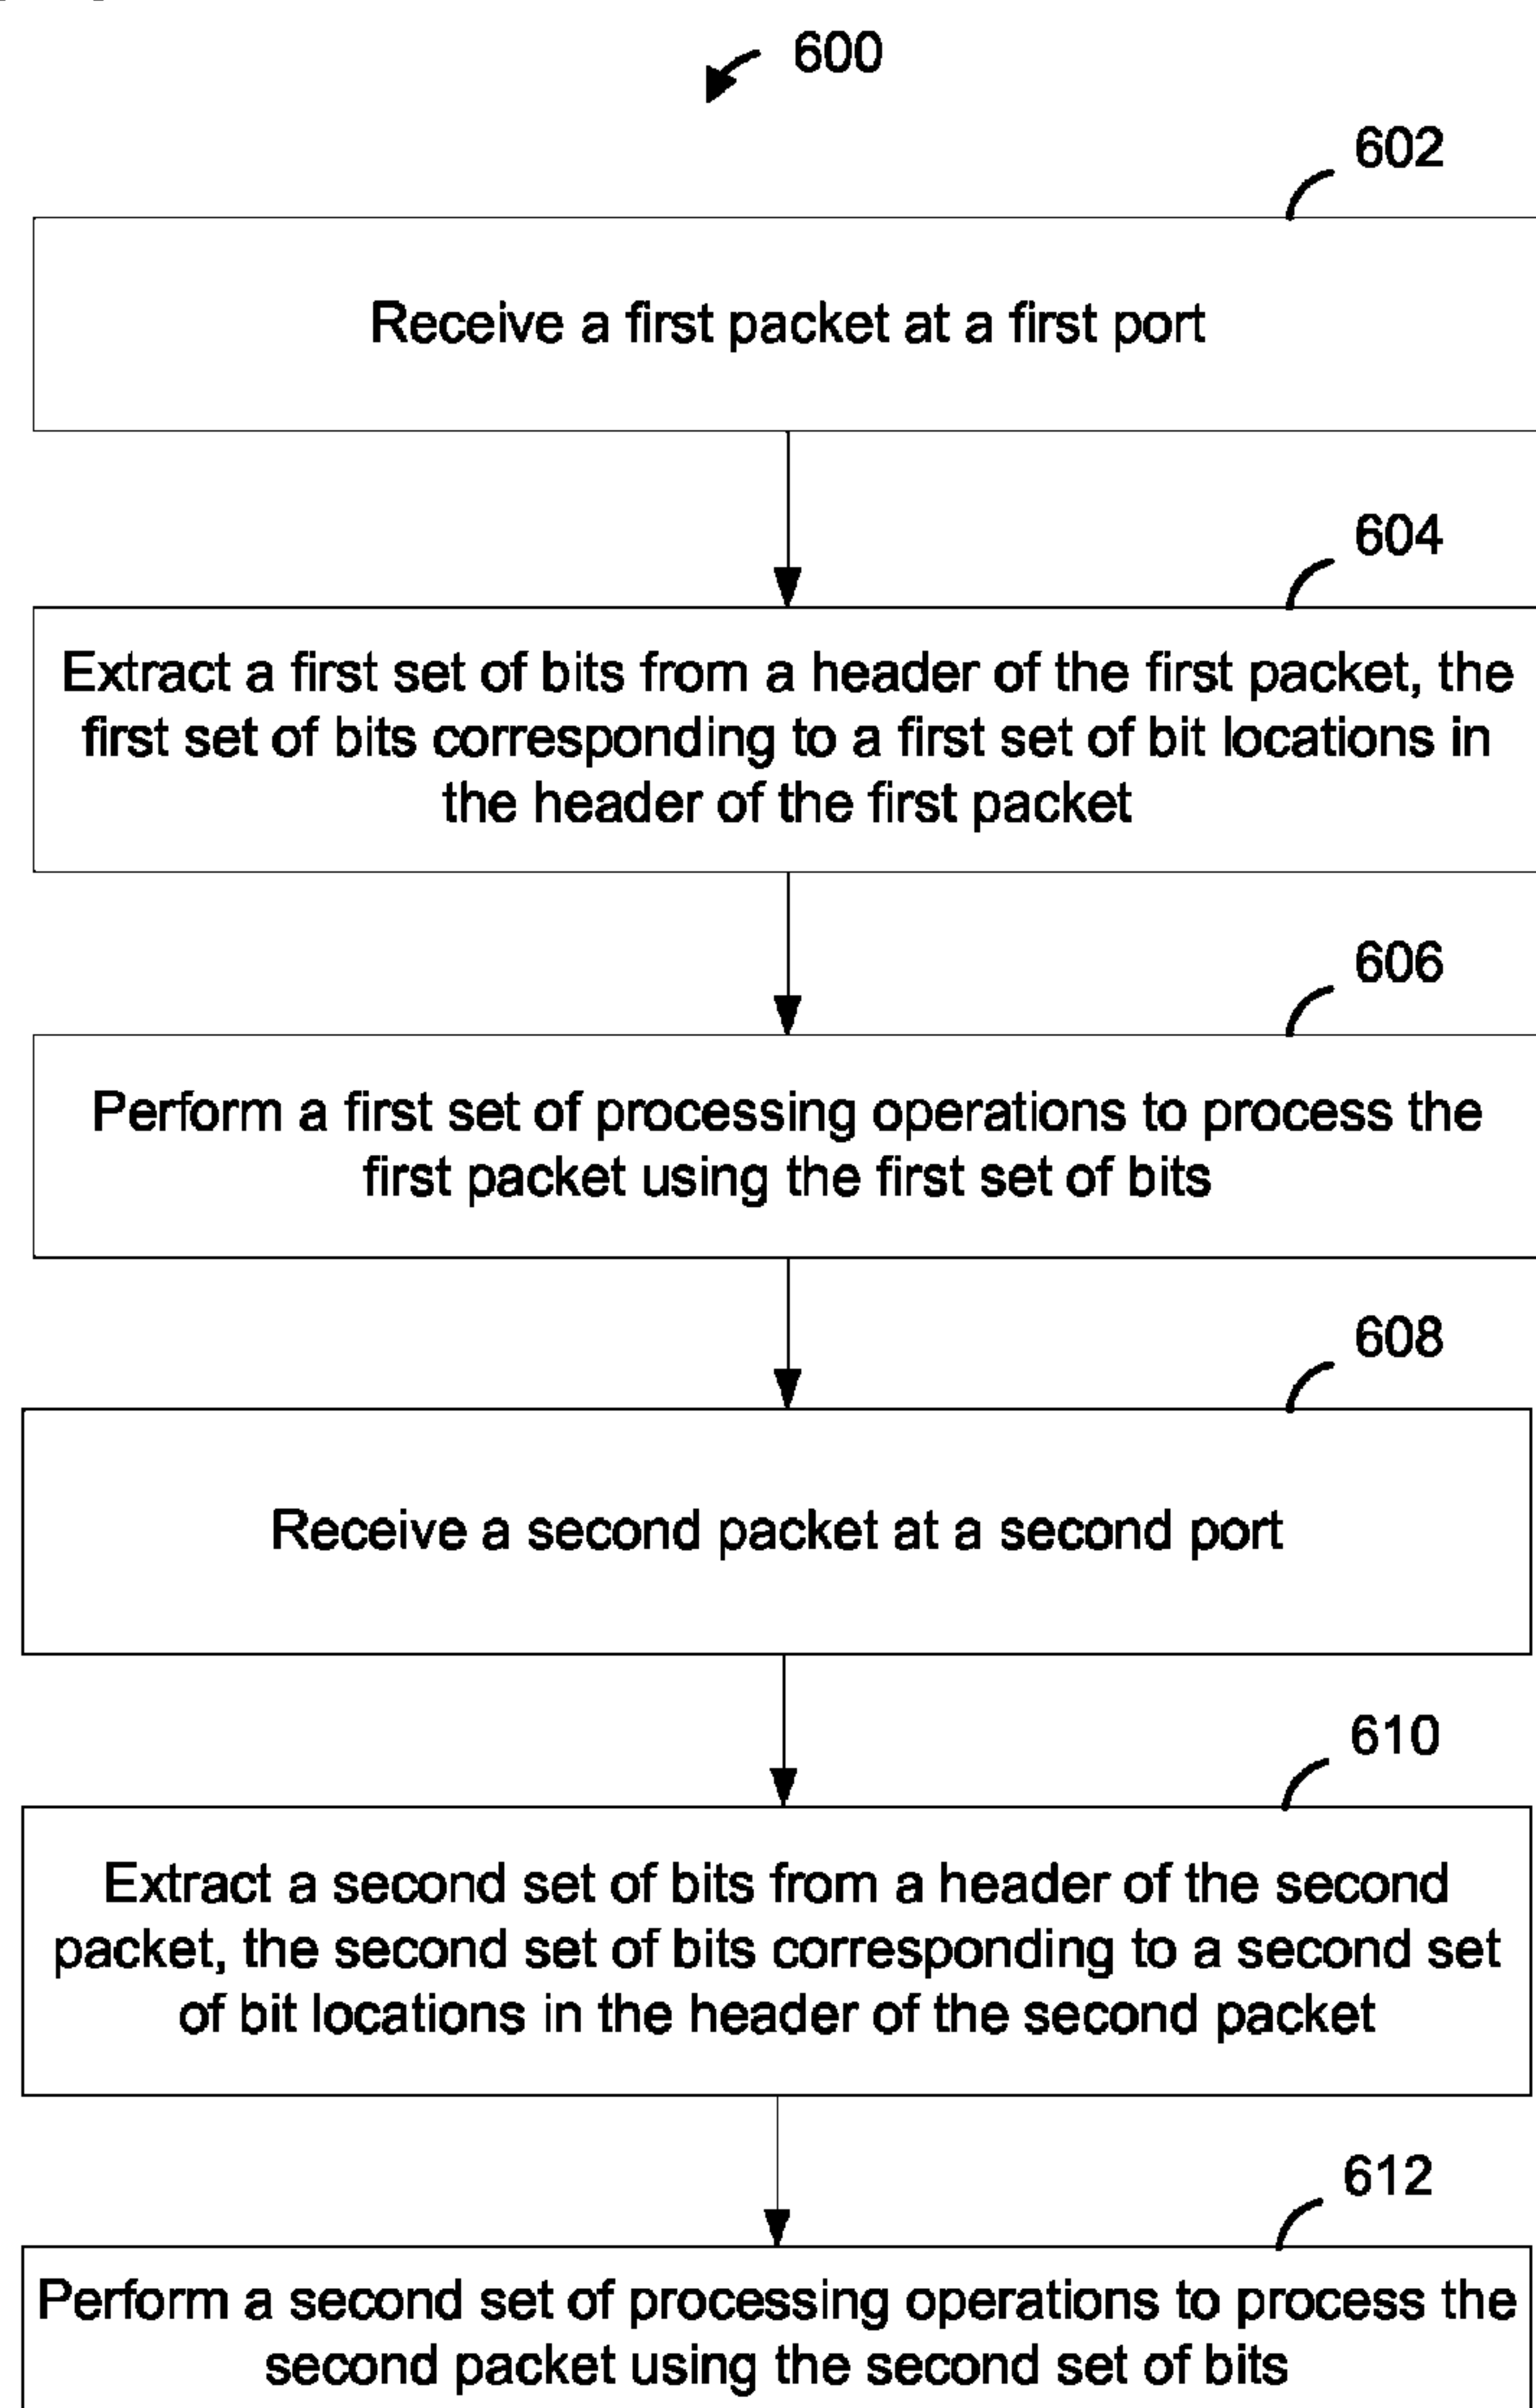 600
602
Receive a first packet at a first port
604
Extract a first set of bits from a header of the first packet, the
first set of bits corresponding to a first set of bit locations in
the header of the first packet
606
Perform a first set of processing operations to process the
first packet using the first set of bits
608
Receive a second packet at a second port
610
Extract a second set of bits from a header of the second
packet, the second set of bits corresponding to a second set
of bit locations in the header of the second packet
612
Perform a second set of processing operations to process the
second packet using the second set of bits